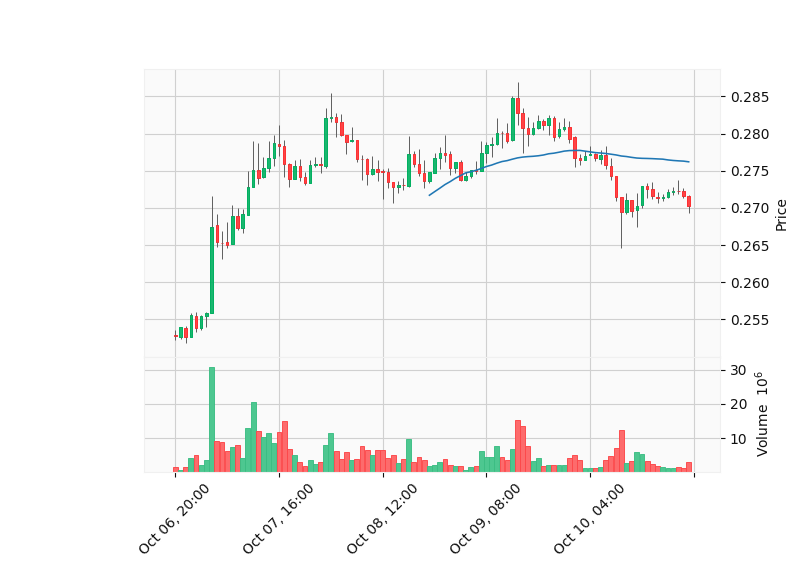 0.285
0.280
0.275
0.270
0.265
0.260
0.255
Price
30
20
10
Volume 10^6
Oct 06, 20:00
Oct 07, 16:00
Oct 08, 12:00
Oct 09, 08:00
Oct 10, 04:00